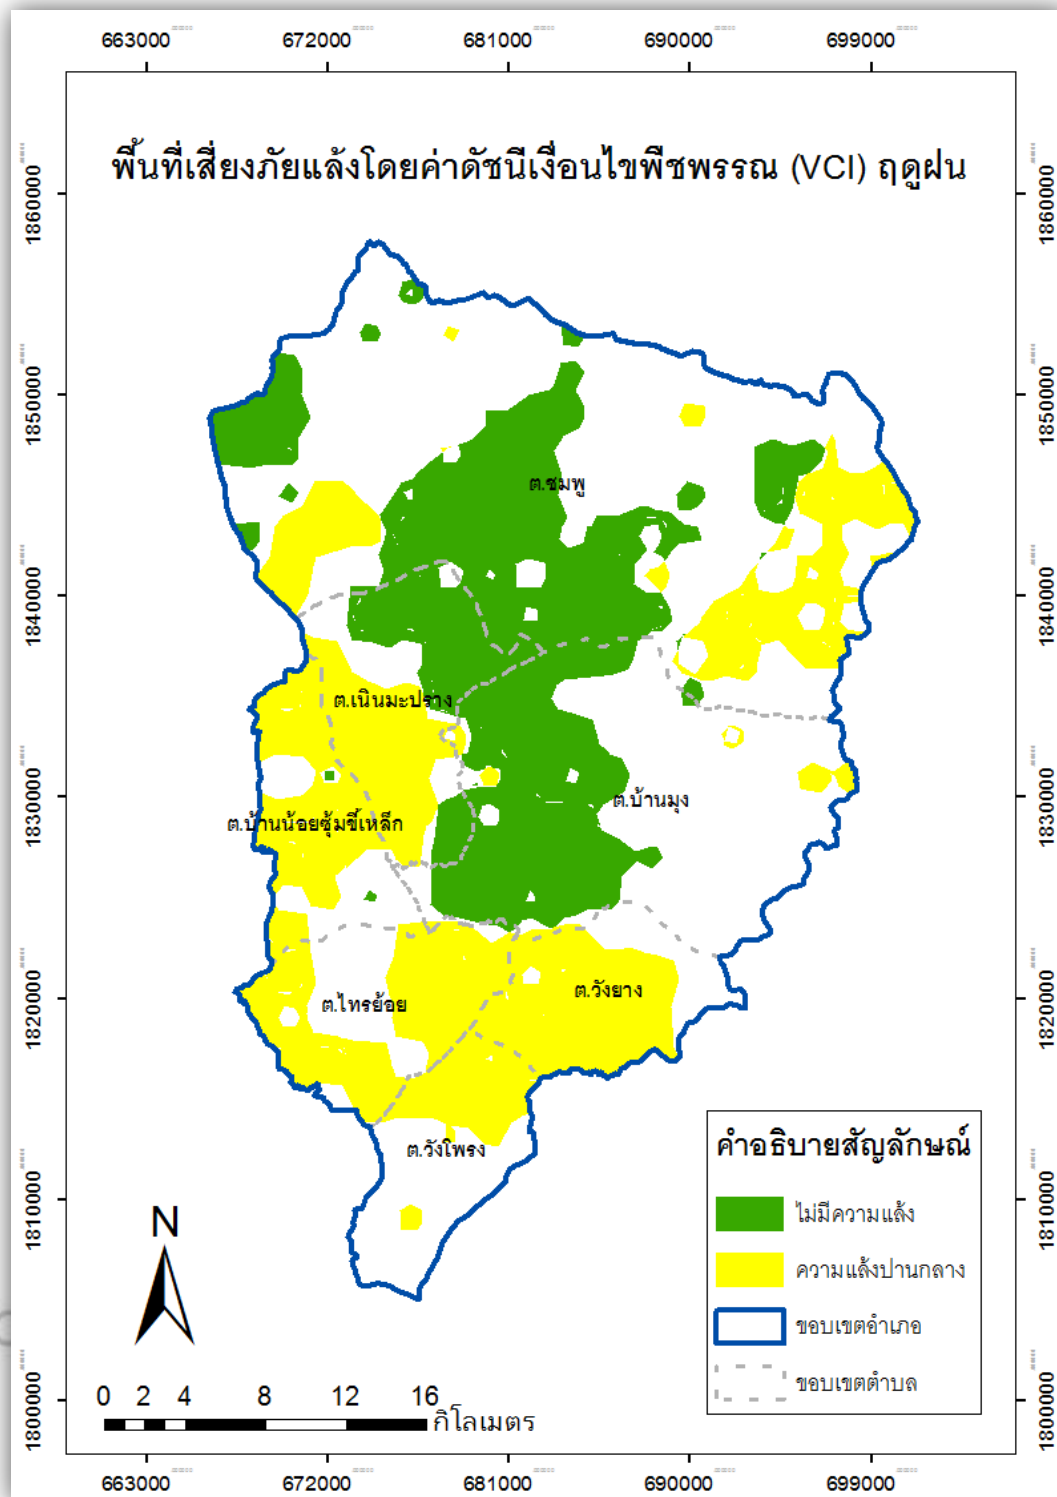 663000 672000 681000 690000 699000
พื้นที่เสี่ยงภัยแล้งโดยค่าดัชนีเงื่อนไขพืชพรรณ (VCI) ฤดูฝน
1860000 1860000
1850000 1850000
ต.ชมพู
1840000 1840000
ต.เนินมะปราง
1830000 1830000
ต.บ้านมุง
ต.บ้านน้อยซุ้มขี้เหล็ก
ต.วังยาง
1820000 1820000
ต.ไทรย้อย
ต.วังโพรง
คำอธิบายสัญลักษณ์
1810000 1810000
ไม่มีความแล้ง
N
ความแล้งปานกลาง
ขอบเขตอำเภอ
ขอบเขตตำบล
0 2 4 8 12 16
กิโลเมตร
1800000 1800000
663000 672000 681000 690000 699000